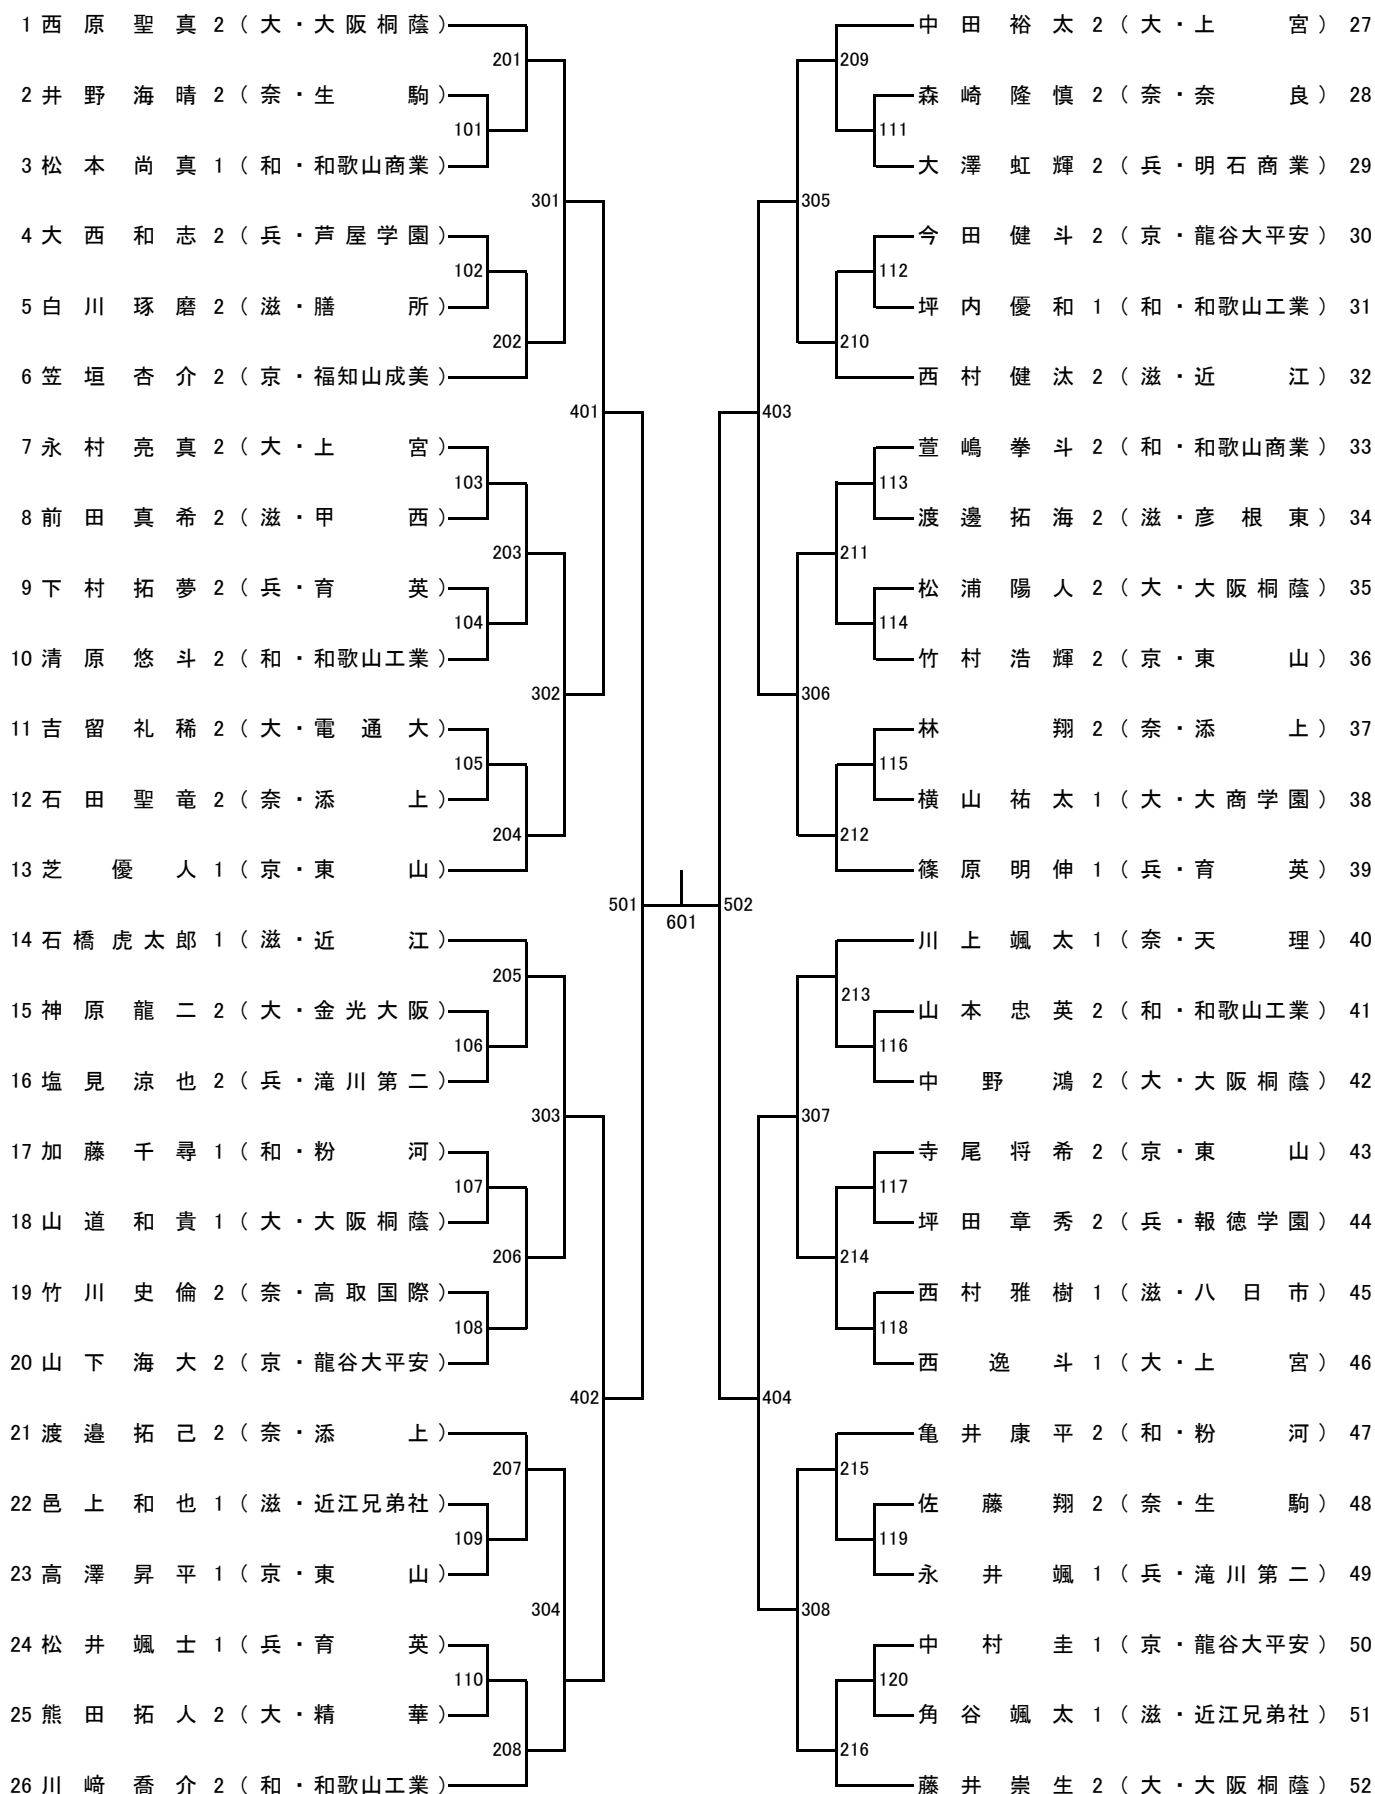 1 西原聖真 2 (大・大阪桐蔭)
2 井野海晴 2 (奈・生駒)
3 松本尚真 1 (和・和歌山商業)
4 大西和志 2 (兵・芦屋学園)
5 白川琢磨 2 (滋・膳所)
6 笠垣杏介 2 (京・福知山成美)
7 永村亮真 2 (大・上宮)
8 前田真希 2 (滋・甲西)
9 下村拓夢 2 (兵・育英)
10 清原悠斗 2 (和・和歌山工業)
11 吉留礼稀 2 (大・電通大)
12 石田聖竜 2 (奈・添上)
13 芝優人 1 (京・東山)
14 石橋虎太郎 1 (滋・近江)
15 神原龍二 2 (大・金光大阪)
16 塩見涼也 2 (兵・滝川第二)
17 加藤千尋 1 (和・粉河)
18 山道和貴 1 (大・大阪桐蔭)
19 竹川史倫 2 (奈・高取国際)
20 山下海大 2 (京・龍谷大平安)
21 渡邉拓己 2 (奈・添上)
22 邑上和也 1 (滋・近江兄弟社)
23 高澤昇平 1 (京・東山)
24 松井颯士 1 (兵・育英)
25 熊田拓人 2 (大・精華)
26 川﨑喬介 2 (和・和歌山工業)
101
102
103
104
105
106
107
108
109
110
201
202
203
204
205
206
207
208
301
302
303
304
401
402
501
601
502
403
404
305
306
307
308
209
210
211
212
213
214
215
216
111
112
113
114
115
116
117
118
119
120
中田裕太 2 (大・上宮) 27
森崎隆慎 2 (奈・奈良) 28
大澤虹輝 2 (兵・明石商業) 29
今田健斗 2 (京・龍谷大平安) 30
坪内優和 1 (和・和歌山工業) 31
西村健汰 2 (滋・近江) 32
萱嶋拳斗 2 (和・和歌山商業) 33
渡邊拓海 2 (滋・彦根東) 34
松浦陽人 2 (大・大阪桐蔭) 35
竹村浩輝 2 (京・東山) 36
林翔 2 (奈・添上) 37
横山祐太 1 (大・大商学園) 38
篠原明伸 1 (兵・育英) 39
川上颯太 1 (奈・天理) 40
山本忠英 2 (和・和歌山工業) 41
中野鴻 2 (大・大阪桐蔭) 42
寺尾将希 2 (京・東山) 43
坪田章秀 2 (兵・報徳学園) 44
西村雅樹 1 (滋・八日市) 45
西逸斗 1 (大・上宮) 46
亀井康平 2 (和・粉河) 47
佐藤翔 2 (奈・生駒) 48
永井颯 1 (兵・滝川第二) 49
中村圭 1 (京・龍谷大平安) 50
角谷颯太 1 (滋・近江兄弟社) 51
藤井崇生 2 (大・大阪桐蔭) 52